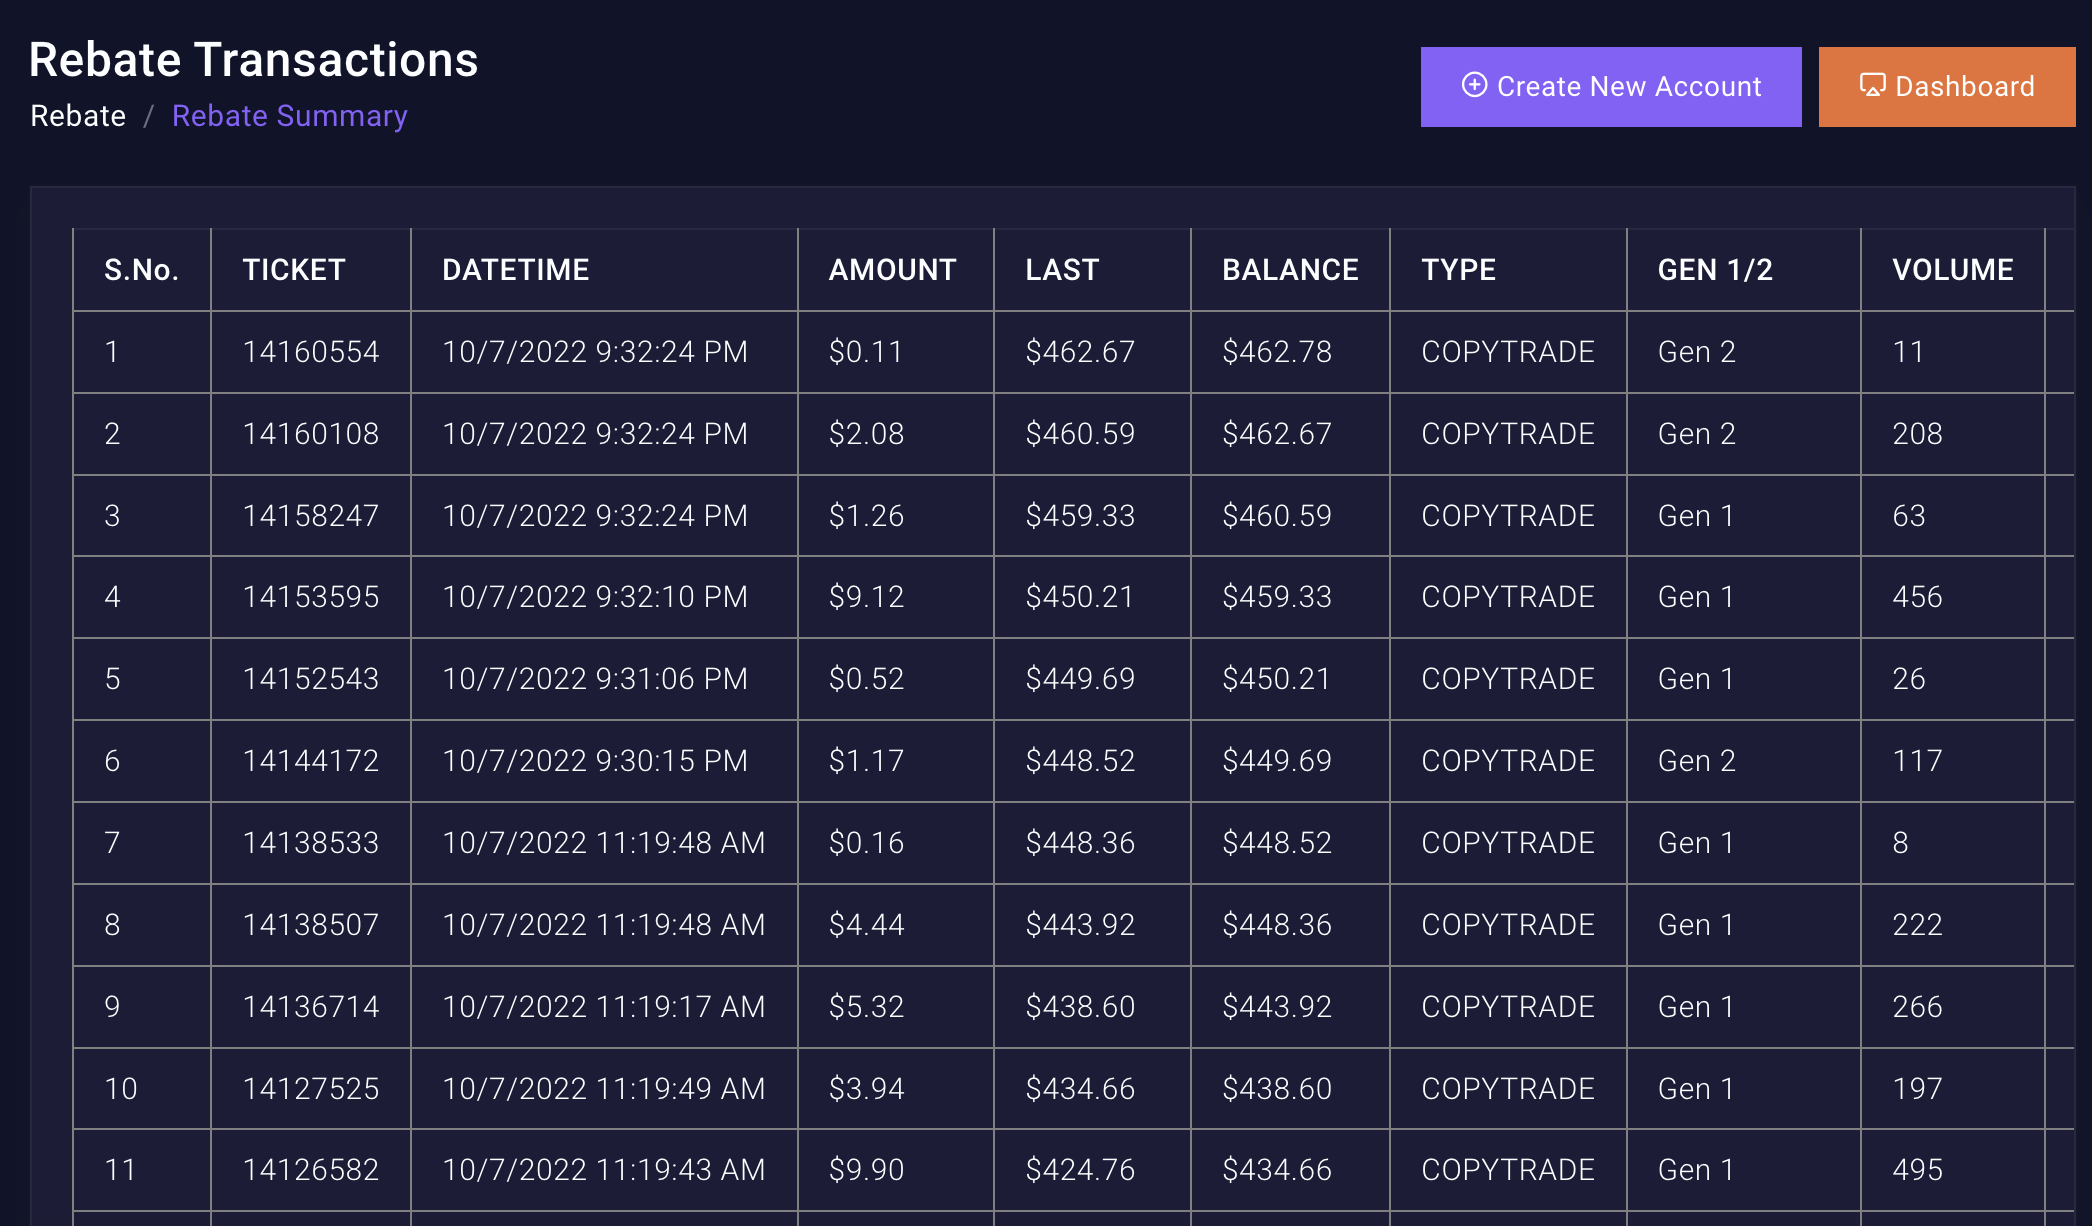 Rebate Transactions
Rebate / Rebate Summary
Create New Account
Dashboard
S.No. TICKET DATETIME AMOUNT LAST BALANCE TYPE GEN 1/2 VOLUME
1 14160554 10/7/2022 9:32:24 PM $0.11 $462.67 $462.78 COPYTRADE Gen 2 11
2 14160108 10/7/2022 9:32:24 PM $2.08 $460.59 $462.67 COPYTRADE Gen 2 208
3 14158247 10/7/2022 9:32:24 PM $1.26 $459.33 $460.59 COPYTRADE Gen 1 63
4 14153595 10/7/2022 9:32:10 PM $9.12 $450.21 $459.33 COPYTRADE Gen 1 456
5 14152543 10/7/2022 9:31:06 PM $0.52 $449.69 $450.21 COPYTRADE Gen 1 26
6 14144172 10/7/2022 9:30:15 PM $1.17 $448.52 $449.69 COPYTRADE Gen 2 117
7 14138533 10/7/2022 11:19:48 AM $0.16 $448.36 $448.52 COPYTRADE Gen 1 8
8 14138507 10/7/2022 11:19:48 AM $4.44 $443.92 $448.36 COPYTRADE Gen 1 222
9 14136714 10/7/2022 11:19:17 AM $5.32 $438.60 $443.92 COPYTRADE Gen 1 266
10 14127525 10/7/2022 11:19:49 AM $3.94 $434.66 $438.60 COPYTRADE Gen 1 197
11 14126582 10/7/2022 11:19:43 AM $9.90 $424.76 $434.66 COPYTRADE Gen 1 495